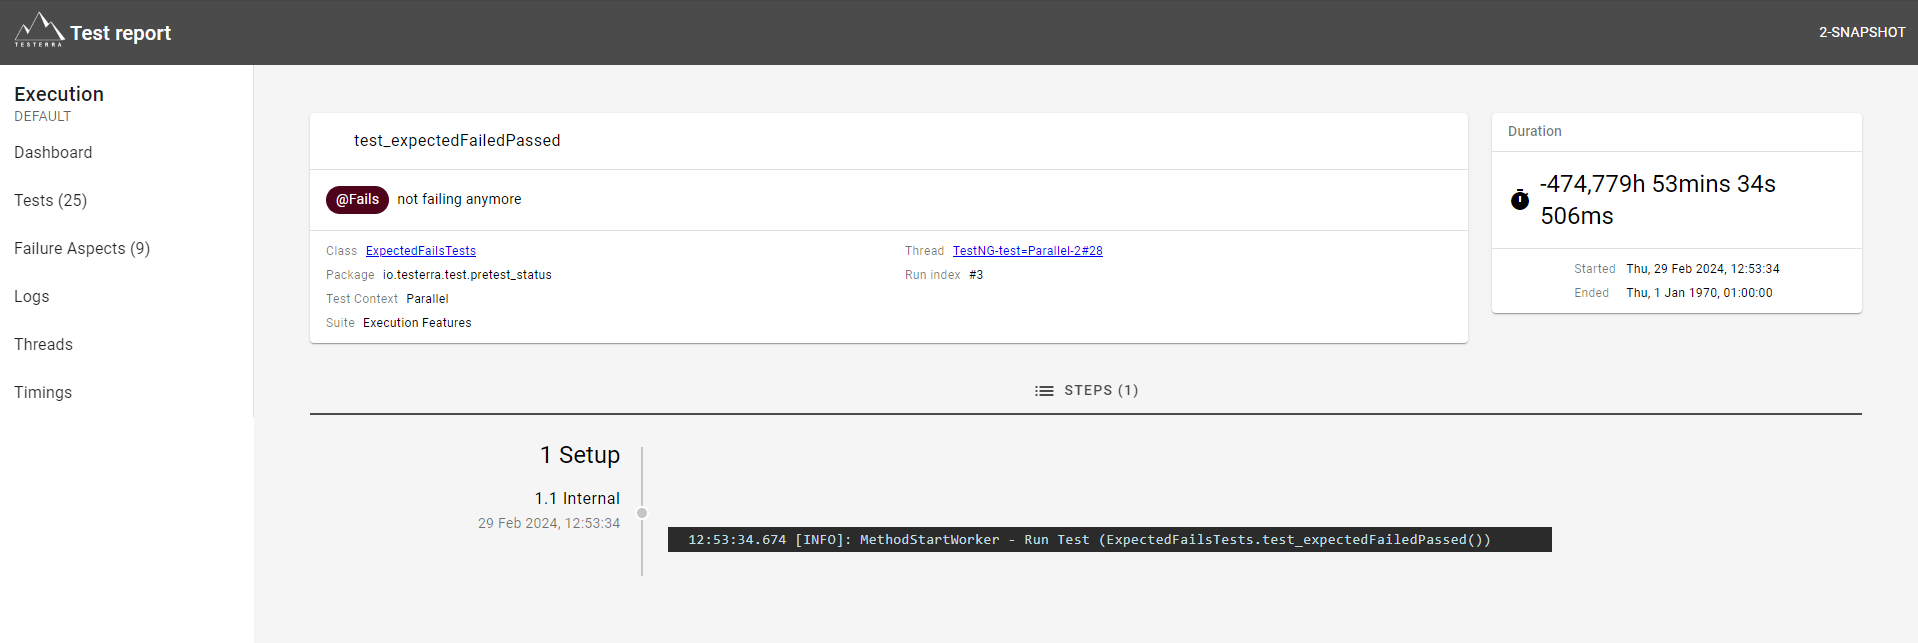 TESTERRA
Test report
2-SNAPSHOT
Execution
DEFAULT
Dashboard
Tests (25)
Failure Aspects (9)
Logs
Threads
Timings
test_expectedFailedPassed
@Fails not failing anymore
Class ExpectedFailsTests
Package io.testerra.test.pretest_status
Test Context Parallel
Suite Execution Features
Thread TestNG-test=Parallel-2#28
Run index #3
Duration
-474,779h 53mins 34s
506ms
Started Thu, 29 Feb 2024, 12:53:34
Ended Thu, 1 Jan 1970, 01:00:00
STEPS (1)
1 Setup
1.1 Internal
29 Feb 2024, 12:53:34
12:53:34.674 [INFO]: MethodStartWorker - Run Test (ExpectedFailsTests.test_expectedFailedPassed())